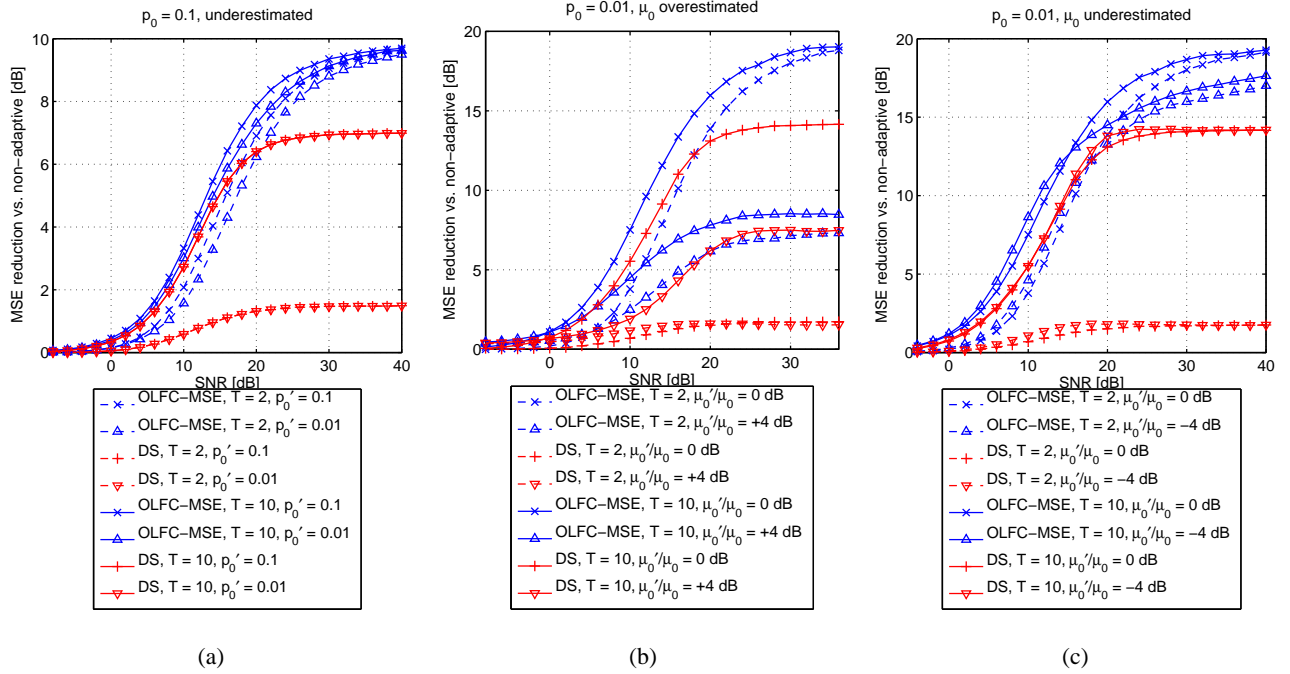 p0 = 0.1, underestimated
MSE reduction vs. non-adaptive [dB]
10
8
6
4
2
0
0 10 20 30 40
SNR [dB]
OLFC−MSE, T = 2, p0′ = 0.1
OLFC−MSE, T = 2, p0′ = 0.01
DS, T = 2, p0′ = 0.1
DS, T = 2, p0′ = 0.01
OLFC−MSE, T = 10, p0′ = 0.1
OLFC−MSE, T = 10, p0′ = 0.01
DS, T = 10, p0′ = 0.1
DS, T = 10, p0′ = 0.01
(a)
p0 = 0.01, μ0 overestimated
MSE reduction vs. non−adaptive [dB]
20
15
10
5
0
0 10 20 30
SNR [dB]
OLFC−MSE, T = 2, μ0′/μ0 = 0 dB
OLFC−MSE, T = 2, μ0′/μ0 = +4 dB
DS, T = 2, μ0′/μ0 = 0 dB
DS, T = 2, μ0′/μ0 = +4 dB
OLFC−MSE, T = 10, μ0′/μ0 = 0 dB
OLFC−MSE, T = 10, μ0′/μ0 = +4 dB
DS, T = 10, μ0′/μ0 = 0 dB
DS, T = 10, μ0′/μ0 = +4 dB
(b)
p0 = 0.01, μ0 underestimated
MSE reduction vs. non−adaptive [dB]
20
15
10
5
0
0 10 20 30 40
SNR [dB]
OLFC−MSE, T = 2, μ0′/μ0 = 0 dB
OLFC−MSE, T = 2, μ0′/μ0 = −4 dB
DS, T = 2, μ0′/μ0 = 0 dB
DS, T = 2, μ0′/μ0 = −4 dB
OLFC−MSE, T = 10, μ0′/μ0 = 0 dB
OLFC−MSE, T = 10, μ0′/μ0 = −4 dB
DS, T = 10, μ0′/μ0 = 0 dB
DS, T = 10, μ0′/μ0 = −4 dB
(c)